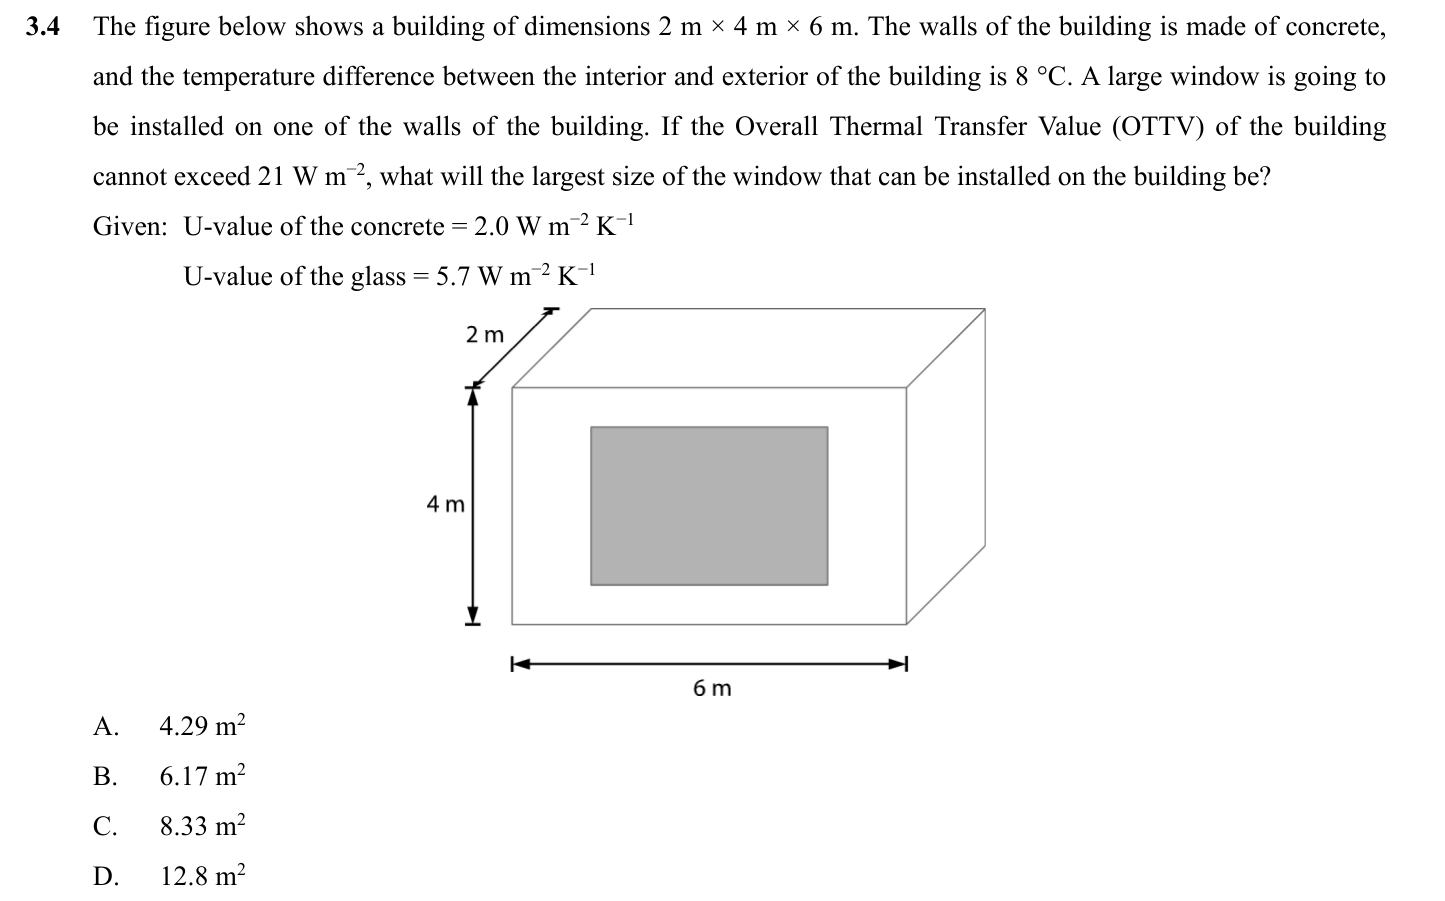 3.4 The figure below shows a building of dimensions 2 m × 4 m × 6 m. The walls of the building is made of concrete,
and the temperature difference between the interior and exterior of the building is 8 °C. A large window is going to
be installed on one of the walls of the building. If the Overall Thermal Transfer Value (OTTV) of the building
cannot exceed 21 W m⁻², what will the largest size of the window that can be installed on the building be?
Given: U-value of the concrete = 2.0 W m⁻² K⁻¹
U-value of the glass = 5.7 W m⁻² K⁻¹
2 m
4 m
6 m
A. 4.29 m²
B. 6.17 m²
C. 8.33 m²
D. 12.8 m²